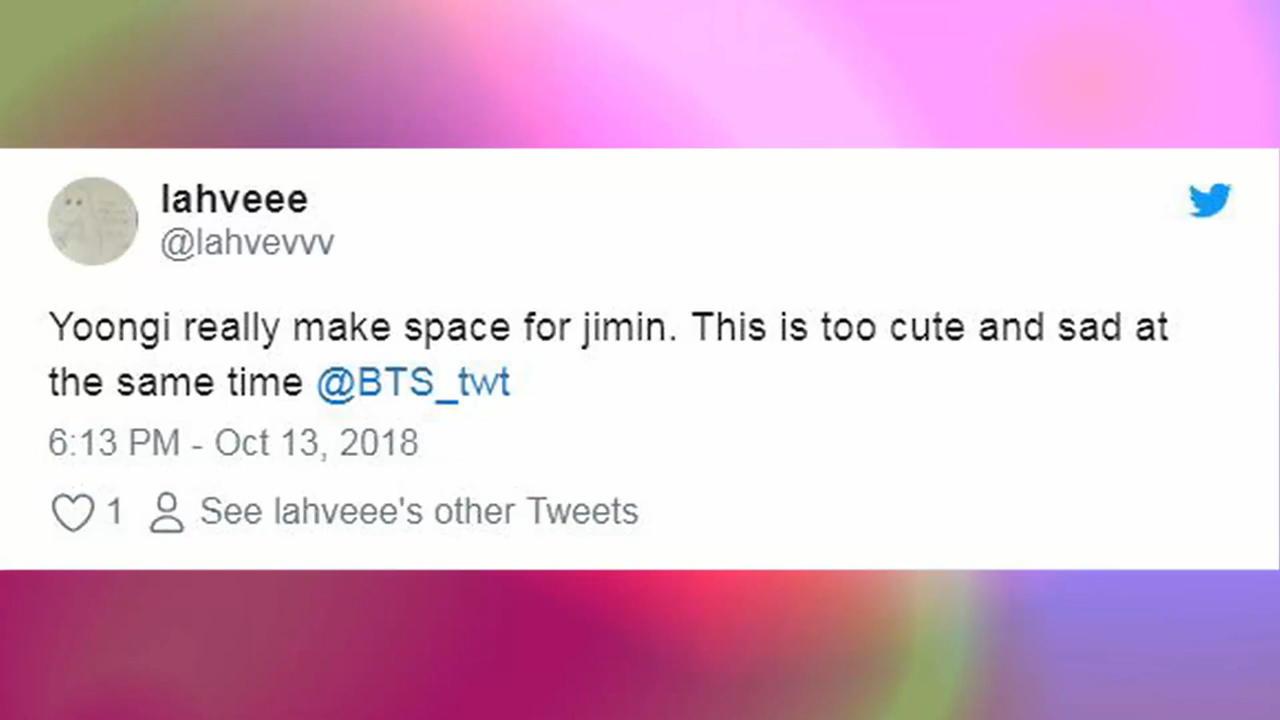 lahveee
@lahvevvv
Yoongi really make space for jimin. This is too cute and sad at
the same time @BTS_twt
6:13 PM - Oct 13, 2018
1 See lahveee's other Tweets